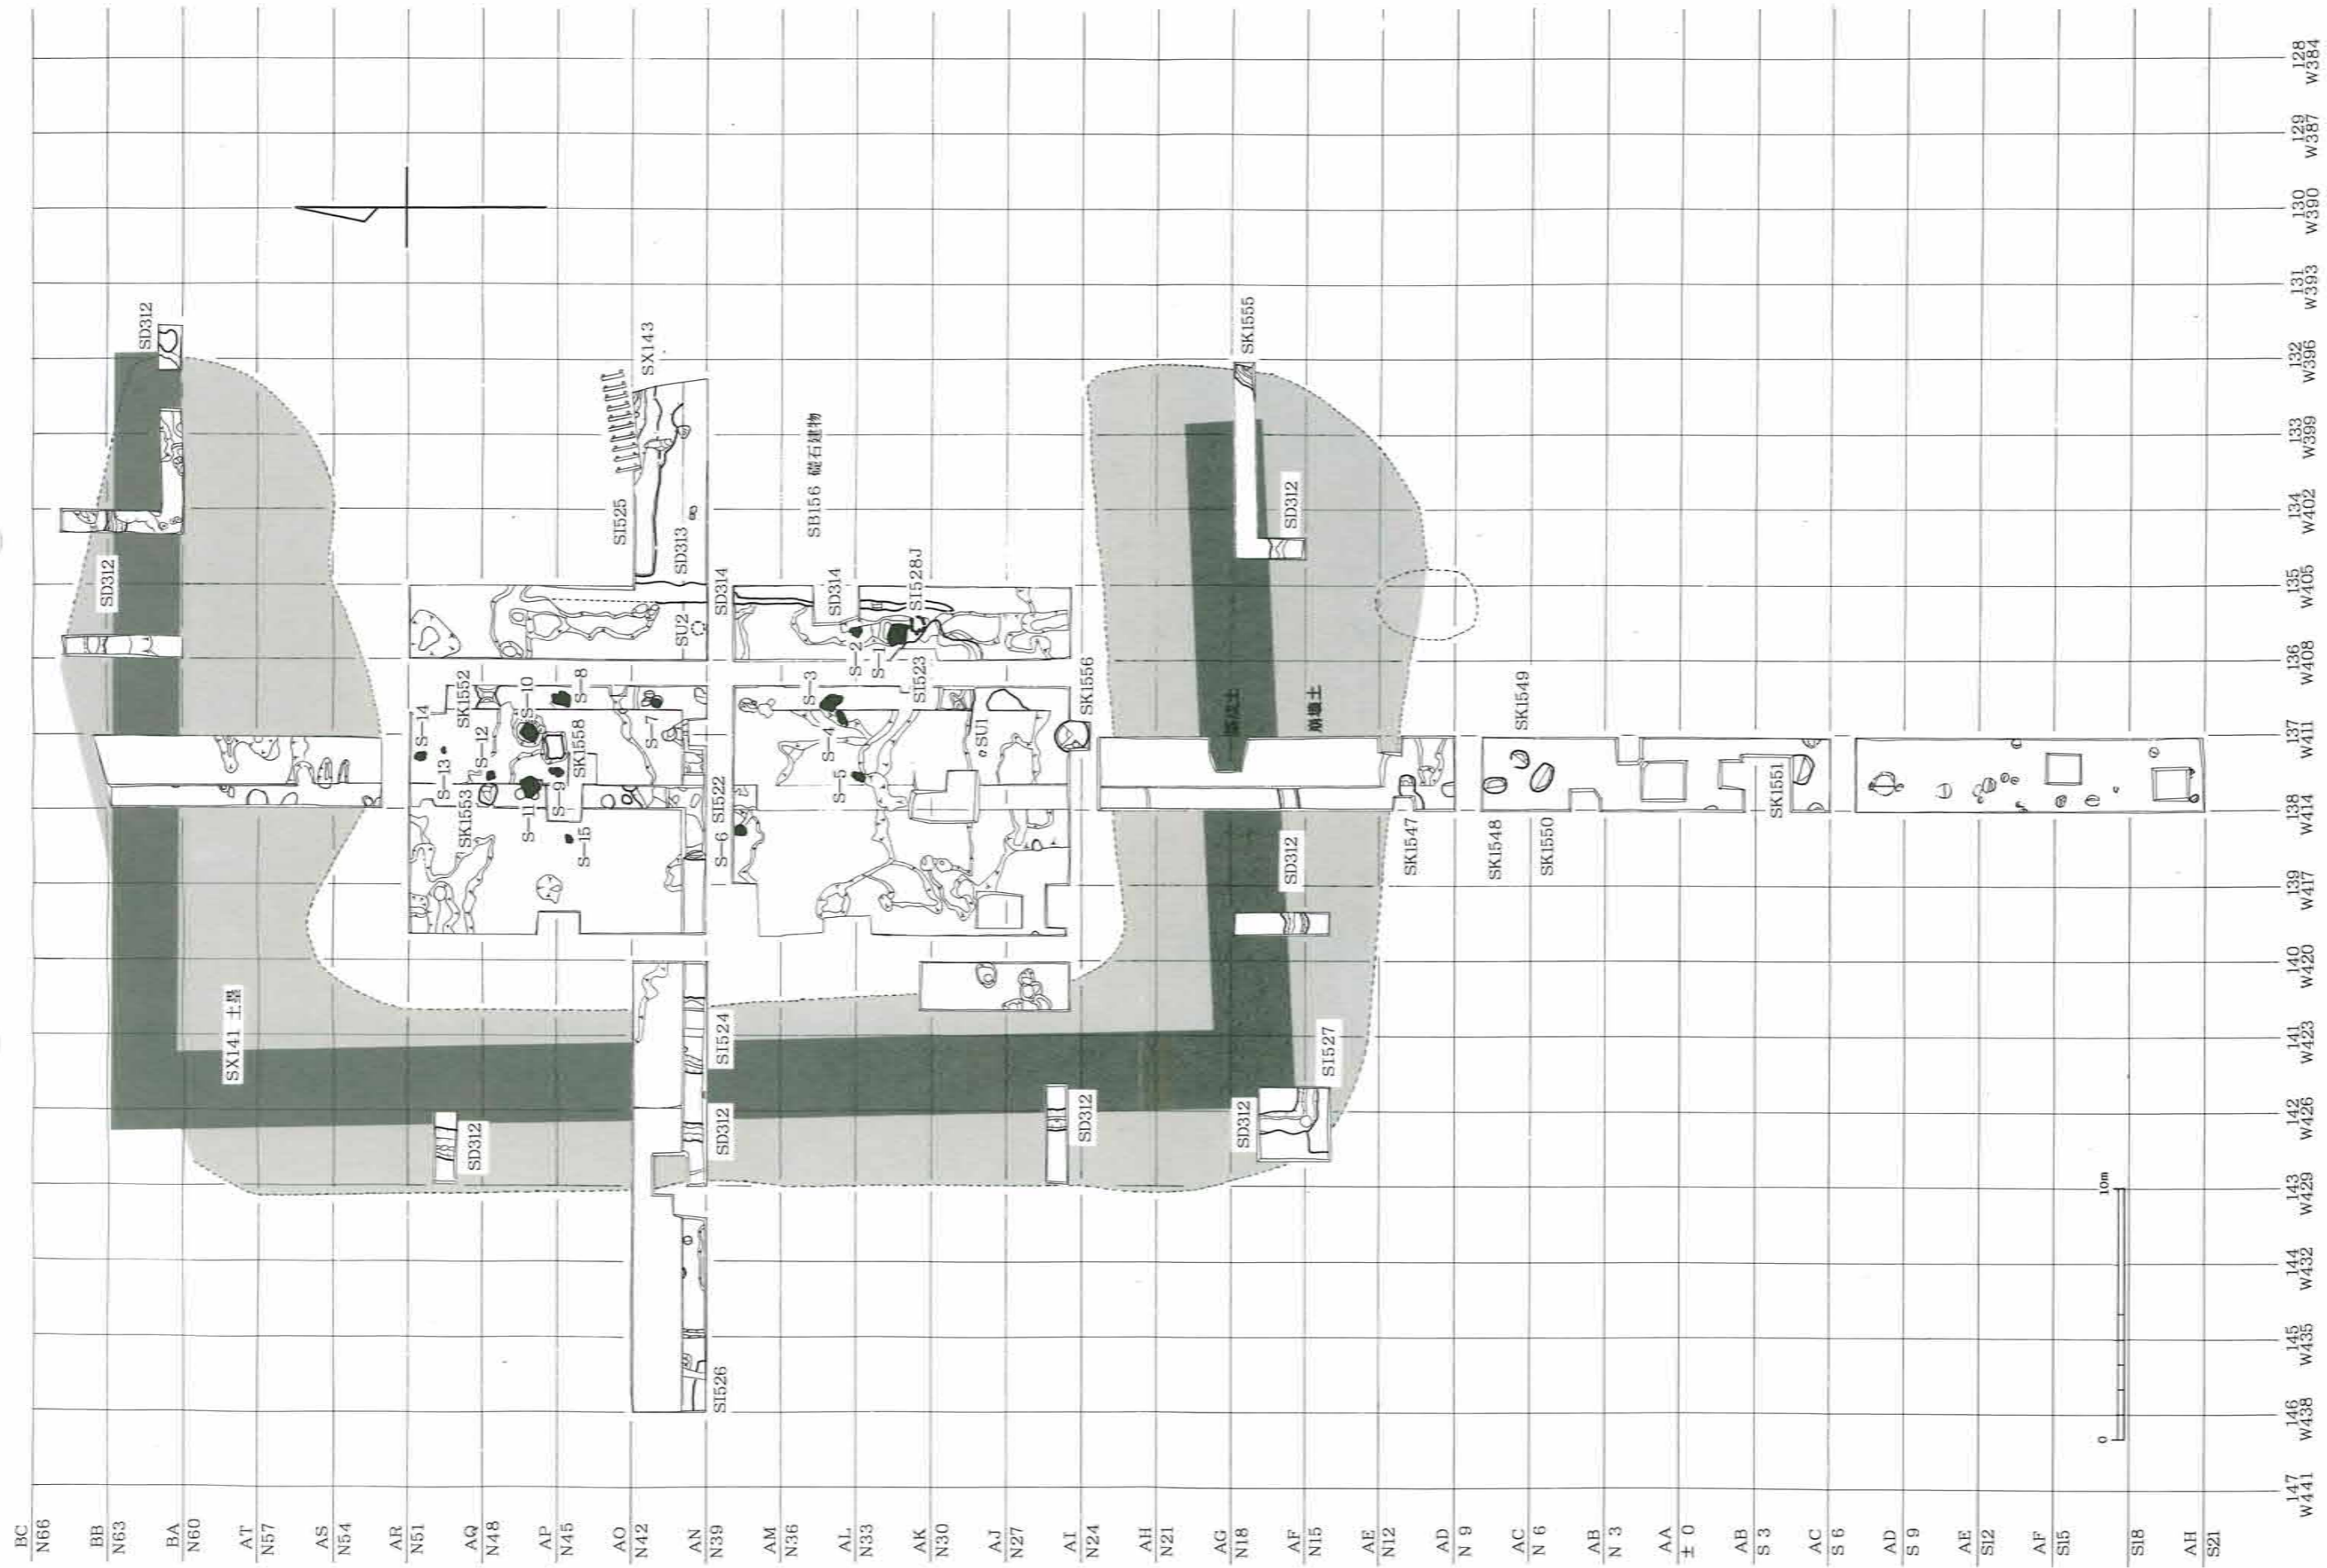 BC
N66
BB
N63
BA
N60
AT
N57
AS
N54
AR
N51
AQ
N48
AP
N45
AO
N42
AN
N39
AM
N36
AL
N33
AK
N30
AJ
N27
AI
N24
AH
N21
AG
N18
AF
N15
AE
N12
AD
N 9
AC
N 6
AB
N 3
AA
± 0
AB
S 3
AC
S 6
AD
S 9
AE
S12
AF
S15
S18
AH
S21
SD312
SD312
SX141 土塁
S-14
S-13
SK1552
SK1553
SD312
S-12
S-10
S-11
S-9
S-8
SK1558
S-15
SI525
SX143
S-7
SU2
SD313
SI526
SD312
SI524
S-6
SI522
SD314
SB156 礎石建物
S-3
S-4
S-5
SD314
S-2
S-1
SI523
SI528J
SU1
SD312
SK1556
SD312
SK1555
SD312
SD312
崩壊土
SI527
SK1547
SK1548
SK1549
SK1550
SK1551
0
10m
147
W441
146
W438
145
W435
144
W432
143
W429
142
W426
141
W423
140
W420
139
W417
138
W414
137
W411
136
W408
135
W405
134
W402
133
W399
132
W396
131
W393
130
W390
129
W387
128
W384